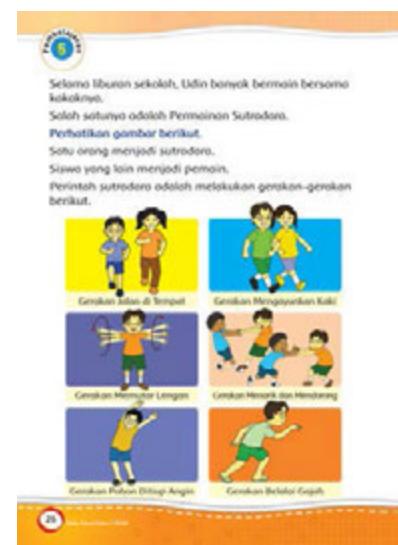 Pembelajaran
5
Selama liburan sekolah, Udin banyak bermain bersama
kakaknya.
Salah satunya adalah Permainan Sutradara.
Perhatikan gambar berikut.
Satu orang menjadi sutradara.
Siswa yang lain menjadi pemain.
Perintah sutradara adalah melakukan gerakan-gerakan
berikut.
Gerakan Jalan di Tempat
Gerakan Mengayunkan Kaki
Gerakan Memutar Lengan
Gerakan Menarik dan Mendorong
Gerakan Pohon Ditiup Angin
Gerakan Belalai Gajah
26